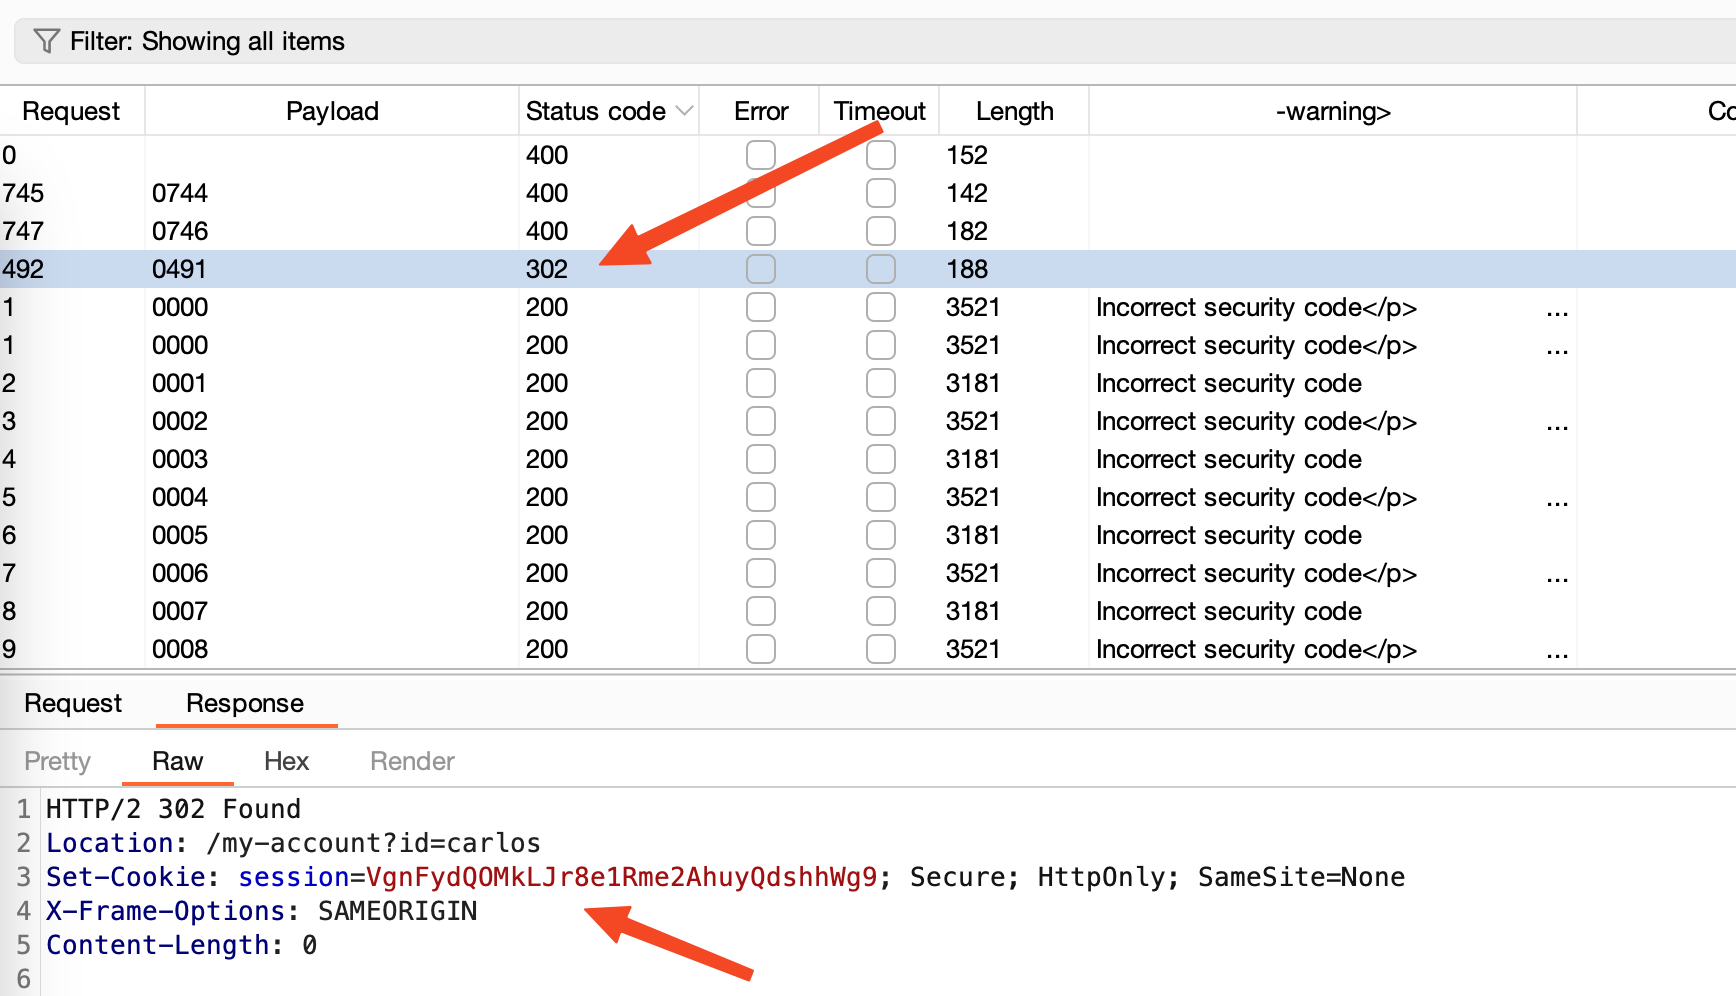 Filter: Showing all items
Request Payload Status code Error Timeout Length -warning> Co
0 400 152
745 0744 400 142
747 0746 400 182
492 0491 302 188
1 0000 200 3521 Incorrect security code</p> ...
1 0000 200 3521 Incorrect security code</p> ...
2 0001 200 3181 Incorrect security code
3 0002 200 3521 Incorrect security code</p> ...
4 0003 200 3181 Incorrect security code
5 0004 200 3521 Incorrect security code</p> ...
6 0005 200 3181 Incorrect security code
7 0006 200 3521 Incorrect security code</p> ...
8 0007 200 3181 Incorrect security code
9 0008 200 3521 Incorrect security code</p> ...
Request Response
Pretty Raw Hex Render
1 HTTP/2 302 Found
2 Location: /my-account?id=carlos
3 Set-Cookie: session=VgnFydQOMkLJr8e1Rme2AhuyQdshhWg9; Secure; HttpOnly; SameSite=None
4 X-Frame-Options: SAMEORIGIN
5 Content-Length: 0
6